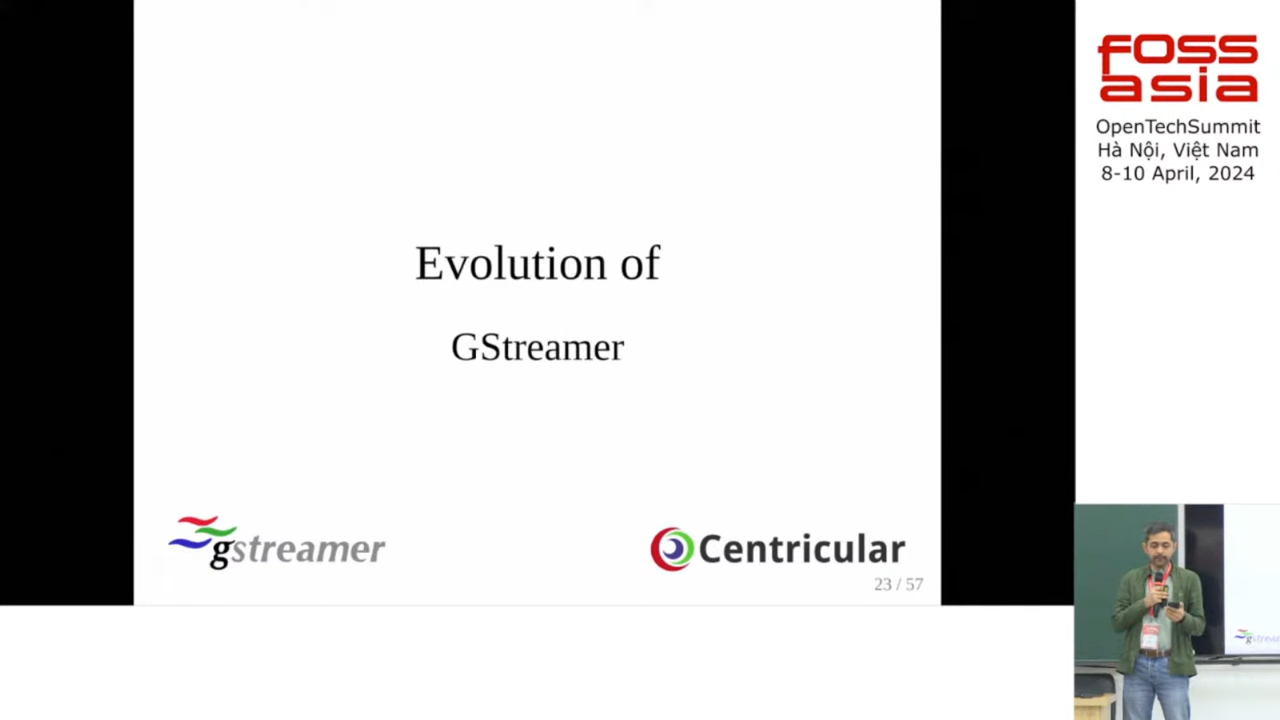 Evolution of
GStreamer
gstreamer
Centricular
23 / 57
FOSS
asia
OpenTechSummit
Hà Nội, Việt Nam
8-10 April, 2024